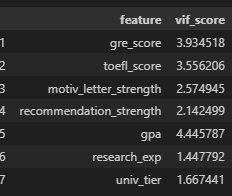 feature vif_score
1 gre_score 3.934518
2 toefl_score 3.556206
3 motiv_letter_strength 2.574945
4 recommendation_strength 2.142499
5 gpa 4.445787
6 research_exp 1.447792
7 univ_tier 1.667441